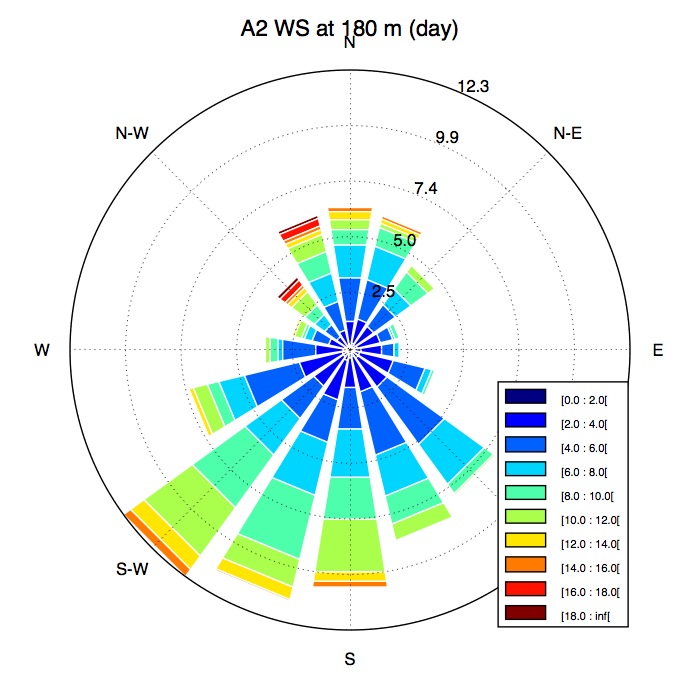 A2 WS at 180 m (day)
N
12.3
N-W
N-E
9.9
7.4
5.0
2.5
W
E
[0.0 : 2.0[
[2.0 : 4.0[
[4.0 : 6.0[
[6.0 : 8.0[
[8.0 : 10.0[
[10.0 : 12.0[
[12.0 : 14.0[
[14.0 : 16.0[
[16.0 : 18.0[
[18.0 : inf[
S-W
S